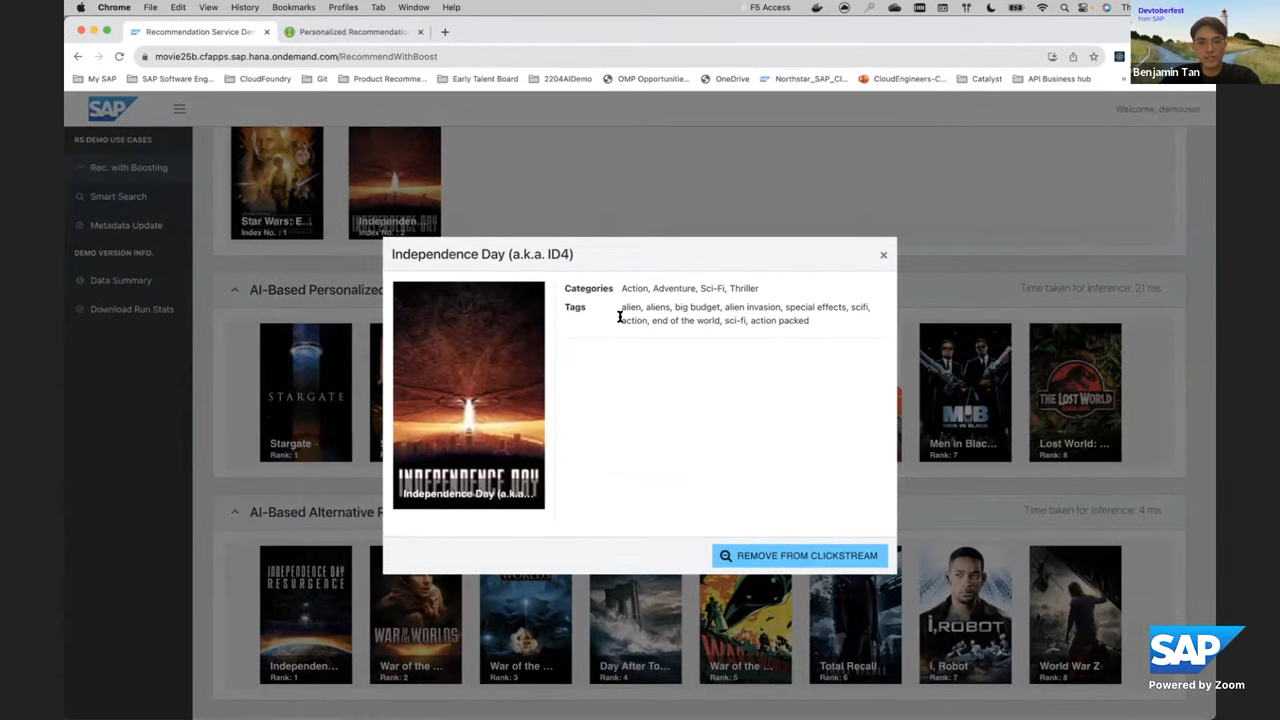 Chrome File Edit View History Bookmarks Profiles Tab Window Help F5 Access
Devtoberfest
from SAP
Benjamin Tan
Recommendation Service De
Personalized Recommendatio
movie25b.cfapps.sap.hana.ondemand.com/RecommendWithBoost
My SAP SAP Software Eng... CloudFoundry Git Product Recomme... Early Talent Board 2204AIDemo OMP Opportunitie... OneDrive Northstar_SAP_CI... CloudEngineers-C... Catalyst API Business hub
SAP
Welcome, demouser
RS DEMO USE CASES
Rec. with Boosting
Smart Search
Metadata Update
DEMO VERSION INFO.
Data Summary
Download Run Stats
Star Wars: E...
Index No. : 1
INDEPENDENCE DAY
Independen...
Index No. : 2
Independence Day (a.k.a. ID4)
×
Categories Action, Adventure, Sci-Fi, Thriller
Tags alien, aliens, big budget, alien invasion, special effects, scifi,
action, end of the world, sci-fi, action packed
INDEPENDENCE DAY
Independence Day (a.k.a...
REMOVE FROM CLICKSTREAM
AI-Based Personalized
Time taken for Inference: 21 ms
STARGATE
Stargate
Rank: 1
MIB
Men in Blac...
Rank: 7
THE LOST WORLD
Lost World: ...
Rank: 8
AI-Based Alternative
Time taken for Inference: 4 ms
INDEPENDENCE DAY
RESURGENCE
Independen...
Rank: 1
WAR OF THE WORLDS
War of the ...
Rank: 2
WORLDS
War of the ...
Rank: 3
Day After To...
Rank: 4
War of the ...
Rank: 5
Total Recall
Rank: 6
I, ROBOT
I, Robot
Rank: 7
World War Z
Rank: 8
SAP
Powered by Zoom